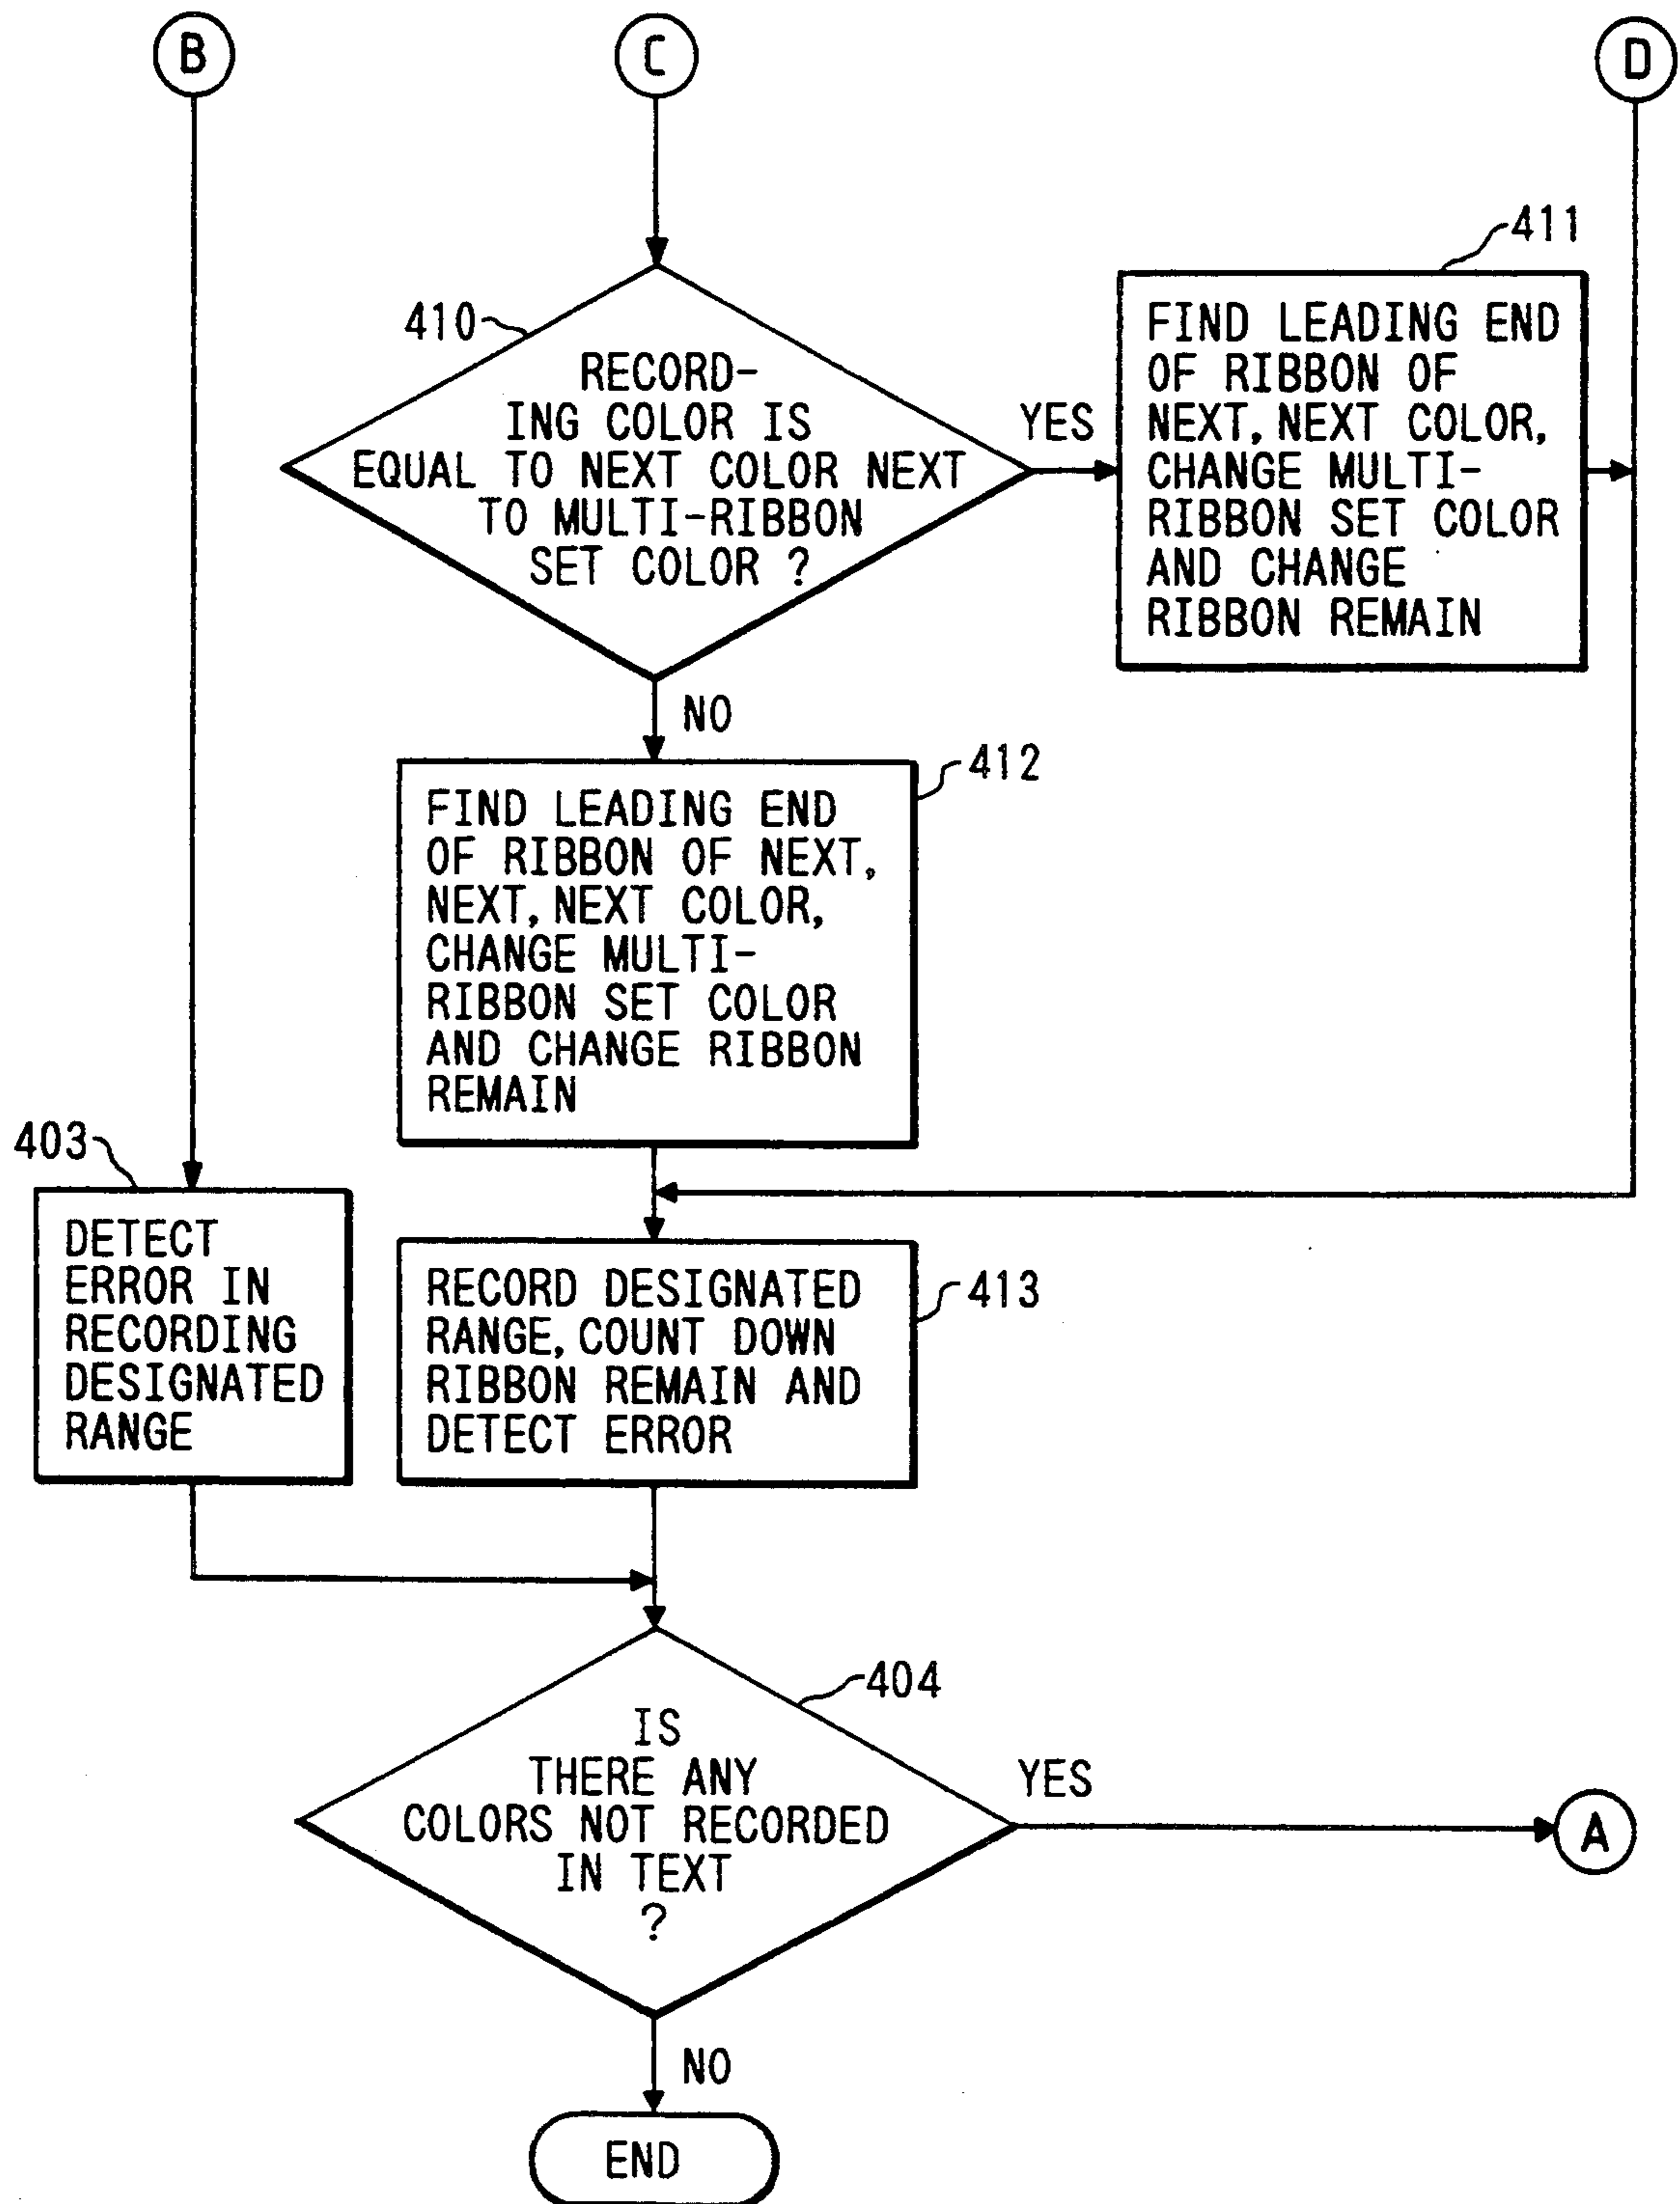 B
C
D
411
FIND LEADING END
OF RIBBON OF
NEXT, NEXT COLOR,
CHANGE MULTI-
RIBBON SET COLOR
AND CHANGE
RIBBON REMAIN
410
RECORD-
ING COLOR IS
EQUAL TO NEXT COLOR NEXT
TO MULTI-RIBBON
SET COLOR ?
YES
NO
412
FIND LEADING END
OF RIBBON OF NEXT,
NEXT, NEXT COLOR,
CHANGE MULTI-
RIBBON SET COLOR
AND CHANGE RIBBON
REMAIN
403
DETECT
ERROR IN
RECORDING
DESIGNATED
RANGE
413
RECORD DESIGNATED
RANGE, COUNT DOWN
RIBBON REMAIN AND
DETECT ERROR
404
IS
THERE ANY
COLORS NOT RECORDED
IN TEXT
?
YES
A
NO
END